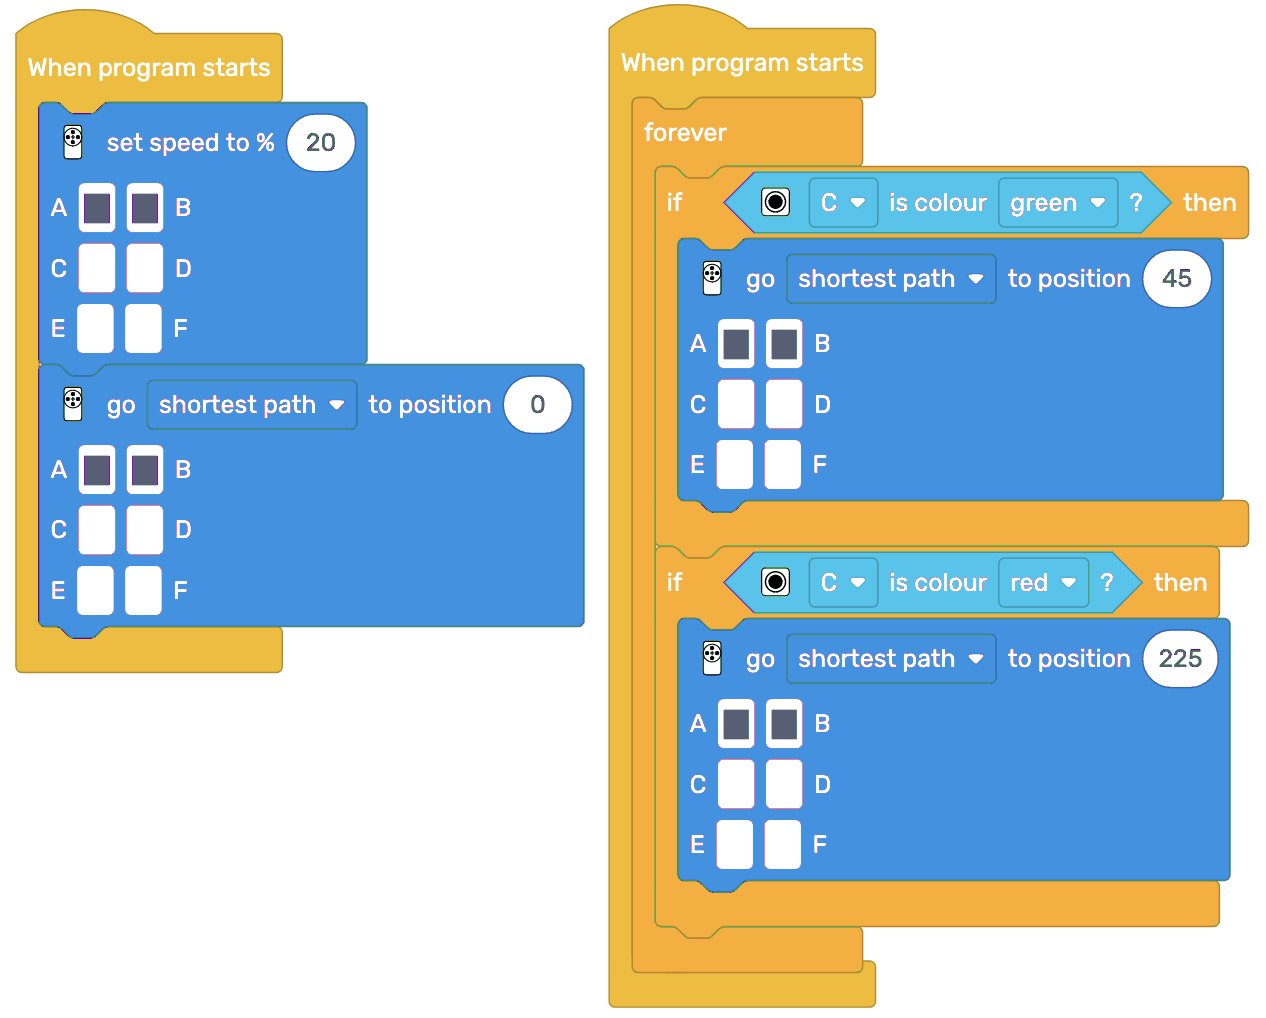 When program starts
set speed to % 20
A B
C D
E F
go shortest path to position 0
A B
C D
E F
When program starts
forever
if C is colour green ? then
go shortest path to position 45
A B
C D
E F
if C is colour red ? then
go shortest path to position 225
A B
C D
E F